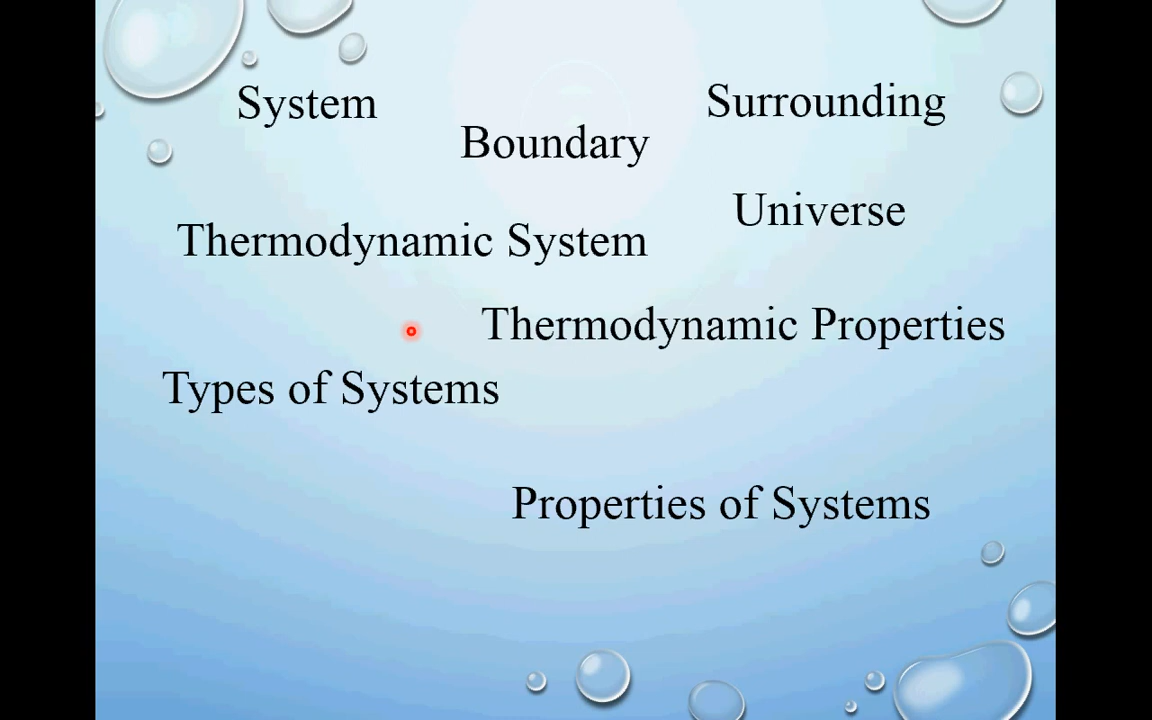 System
Surrounding
Boundary
Universe
Thermodynamic System
Thermodynamic Properties
Types of Systems
Properties of Systems